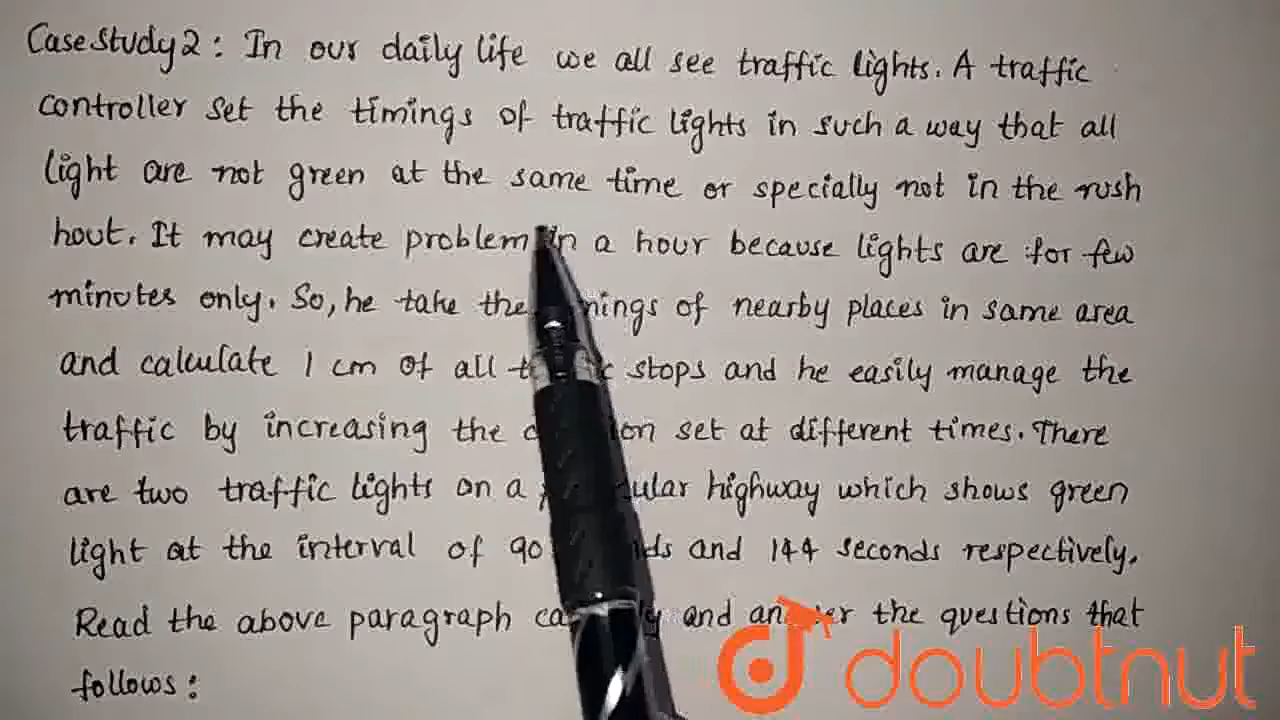 Case Study 2 : In our daily life we all see traffic lights. A traffic
controller set the timings of traffic lights in such a way that all
light are not green at the same time or specially not in the rush
hout. It may create problem in a hour because lights are for few
minutes only. So, he take the of nearby places in same area
and calculate 1 cm of all stops and he easily manage the
traffic by increasing the set at different times. There
are two traffic lights on a highway which shows green
light at the interval of 90 and 144 seconds respectively.
Read the above paragraph and the questions that
follows :
doubtnut